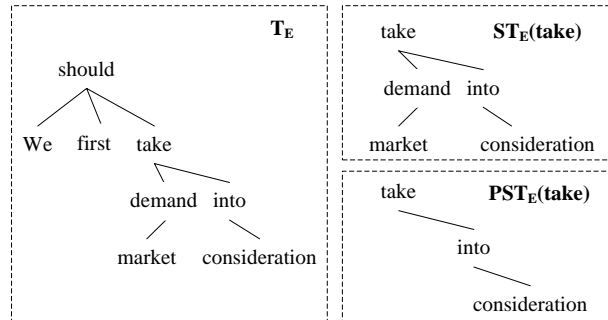 T_E
should
We first take
demand into
market consideration
take ST_E(take)
demand into
market consideration
take PST_E(take)
into
consideration